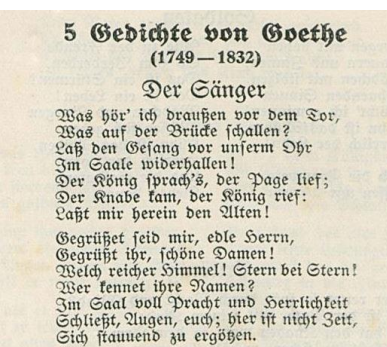 5 Gedichte von Goethe
(1749—1832)
Der Sänger
Was hör' ich draußen vor dem Tor,
Was auf der Brücke schallen?
Laß den Gesang vor unserm Ohr
Im Saale widerhallen!
Der König sprach's, der Page lief;
Der Knabe kam, der König rief:
Laßt mir herein den Alten!
Gegrüßet seid mir, edle Herrn,
Gegrüßt ihr, schöne Damen!
Welch reicher Himmel! Stern bei Stern!
Wer kennet ihre Namen?
Im Saal voll Pracht und Herrlichkeit
Schließt, Augen, euch; hier ist nicht Zeit,
Sich staunend zu ergötzen.